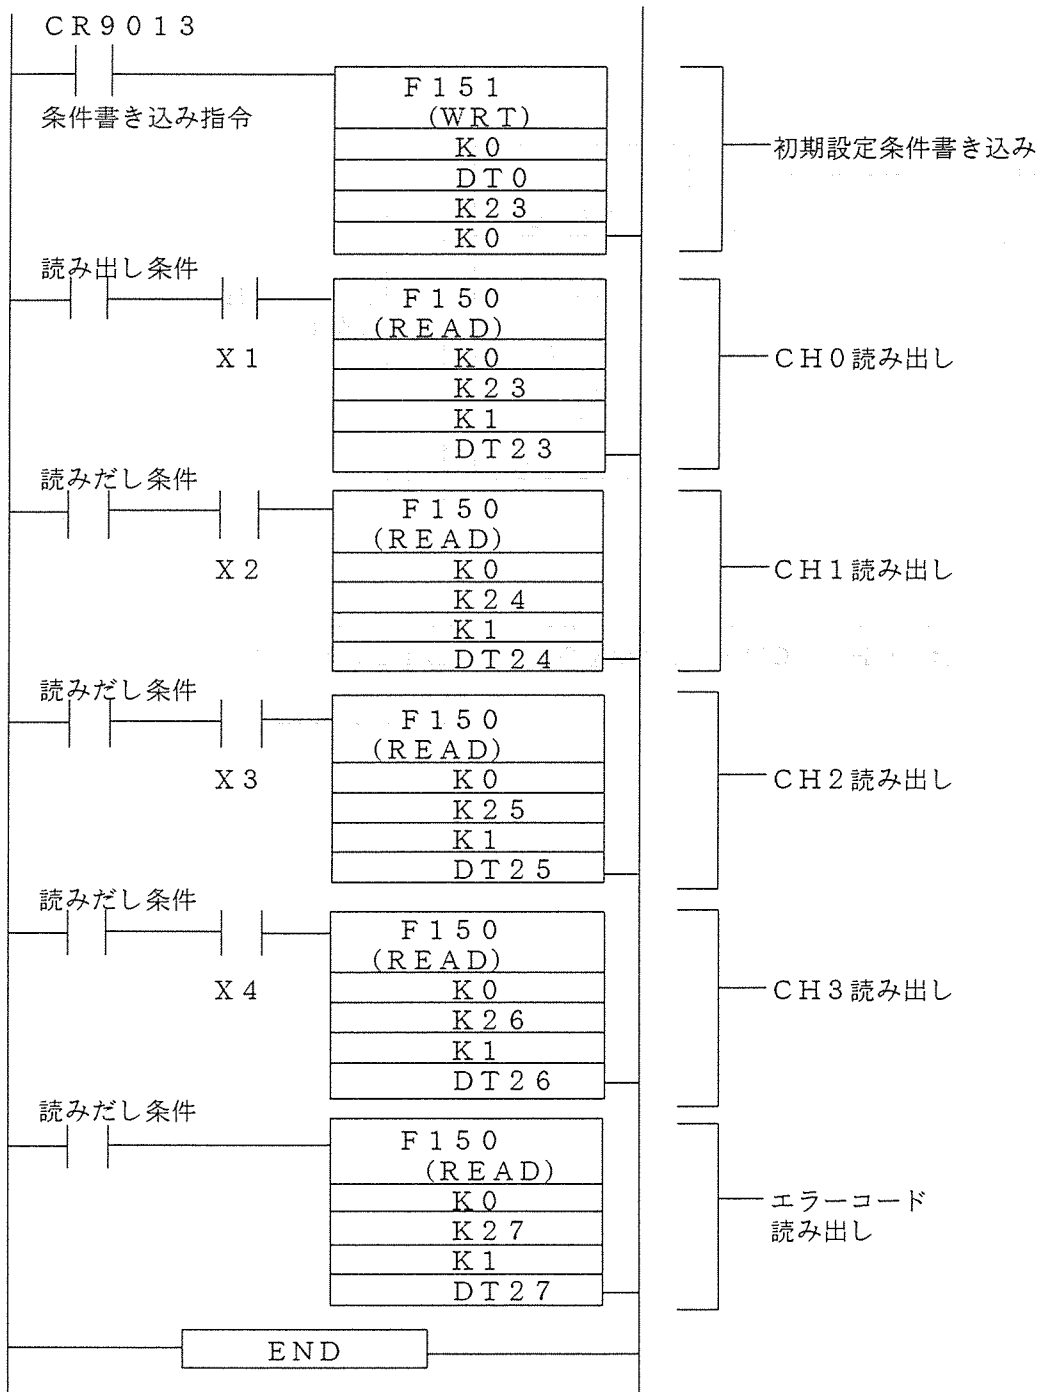 CR9013
条件書き込み指令
F151
(WRT)
K0
DT0
K23
K0
初期設定条件書き込み
読み出し条件
X1
F150
(READ)
K0
K23
K1
DT23
CH0読み出し
読みだし条件
X2
F150
(READ)
K0
K24
K1
DT24
CH1読み出し
読みだし条件
X3
F150
(READ)
K0
K25
K1
DT25
CH2読み出し
読みだし条件
X4
F150
(READ)
K0
K26
K1
DT26
CH3読み出し
読みだし条件
F150
(READ)
K0
K27
K1
DT27
エラーコード
読み出し
END